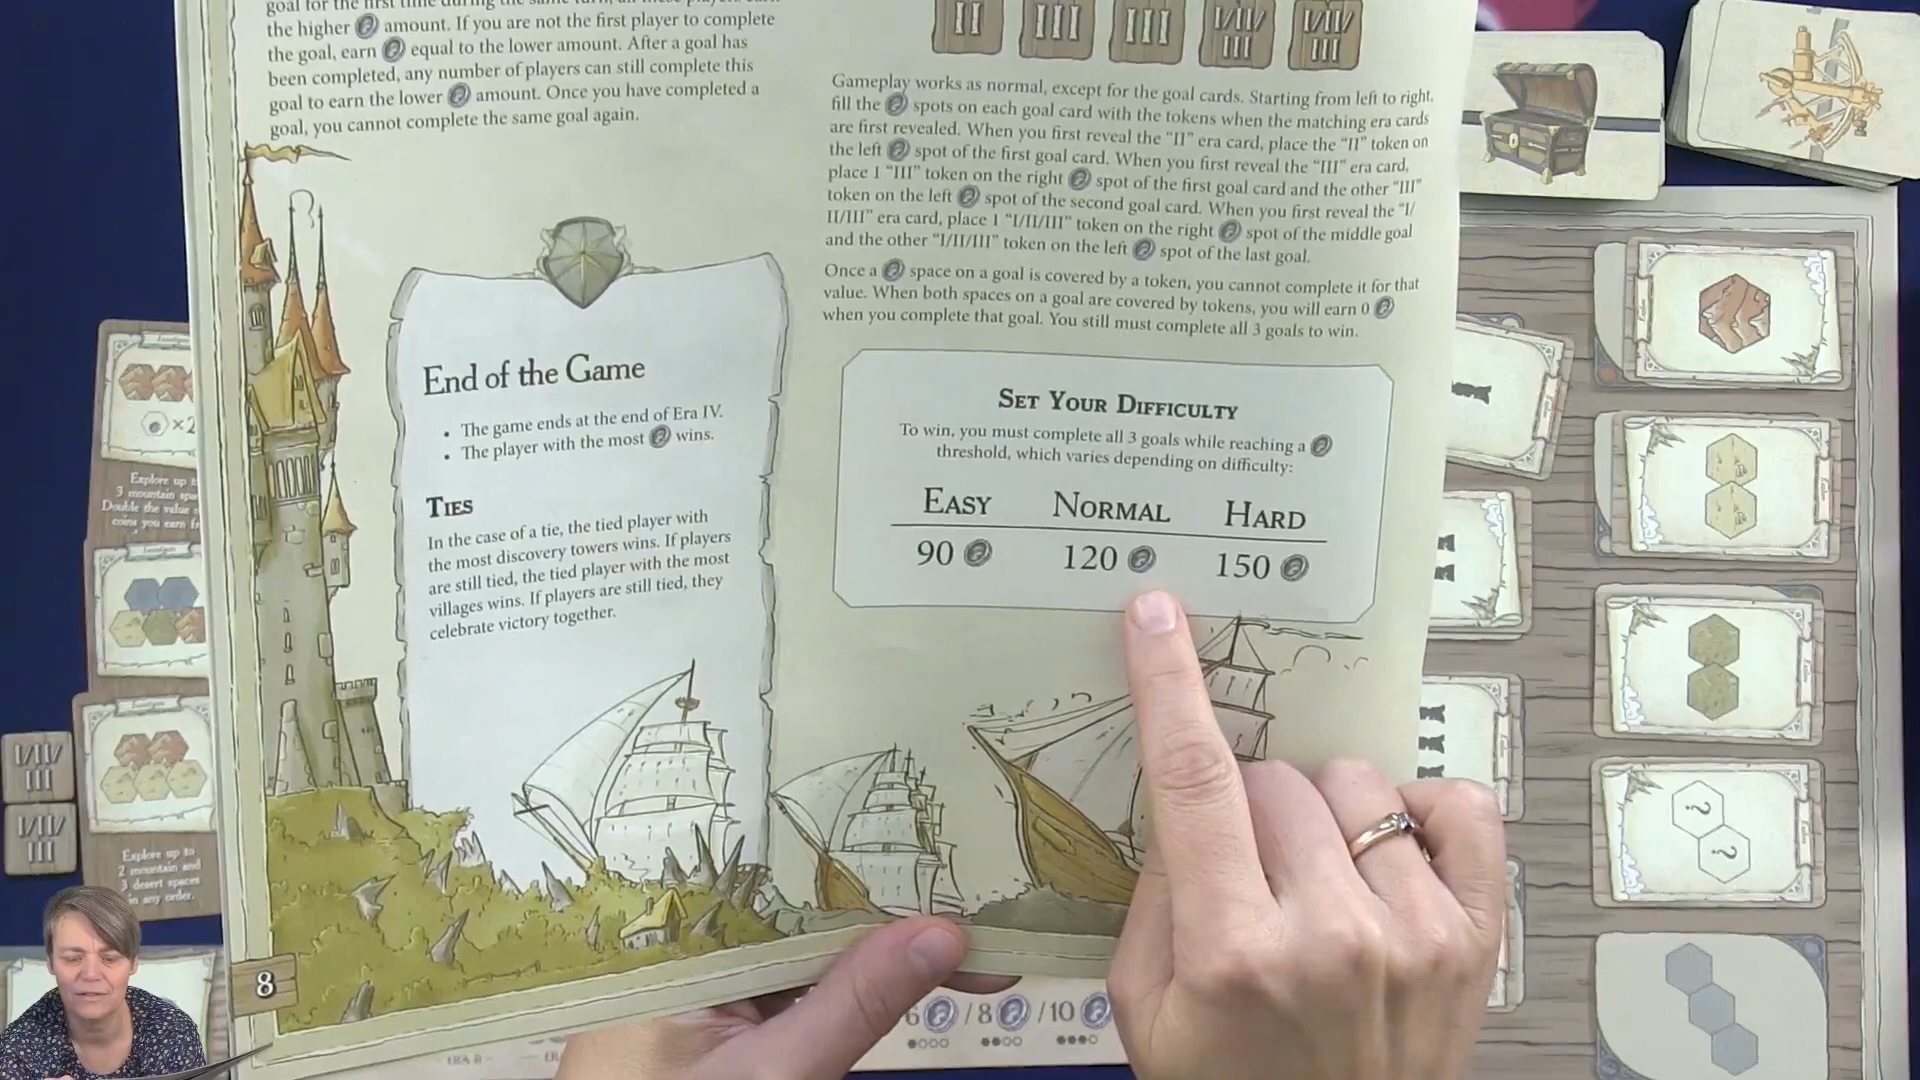 the higher amount. If you are not the first player to complete
the goal, earn equal to the lower amount. After a goal has
been completed, any number of players can still complete this
goal to earn the lower amount. Once you have completed a
goal, you cannot complete the same goal again.
End of the Game
• The game ends at the end of Era IV.
• The player with the most wins.
Ties
In the case of a tie, the tied player with
the most discovery towers wins. If players
are still tied, the tied player with the most
villages wins. If players are still tied, they
celebrate victory together.
8
II
III
III
I/II/
III
I/II/
III
Gameplay works as normal, except for the goal cards. Starting from left to right,
fill the spots on each goal card with the tokens when the matching era cards
are first revealed. When you first reveal the “II” era card, place the “II” token on
the left spot of the first goal card. When you first reveal the “III” era card,
place 1 “III” token on the right spot of the first goal card and the other “III”
token on the left spot of the second goal card. When you first reveal the “I/
II/III” era card, place 1 “I/II/III” token on the right spot of the middle goal
and the other “I/II/III” token on the left spot of the last goal.
Once a space on a goal is covered by a token, you cannot complete it for that
value. When both spaces on a goal are covered by tokens, you will earn 0
when you complete that goal. You still must complete all 3 goals to win.
Set Your Difficulty
To win, you must complete all 3 goals while reaching a
threshold, which varies depending on difficulty:
Easy Normal Hard
90 120 150
×2
Explore up
3 mountain
Double the value
coins you earn
I/II/
III
I/II/
III
Explore up to
2 mountain and
3 desert spaces
in any order.
6 / 8 / 10
ERA II
?
?